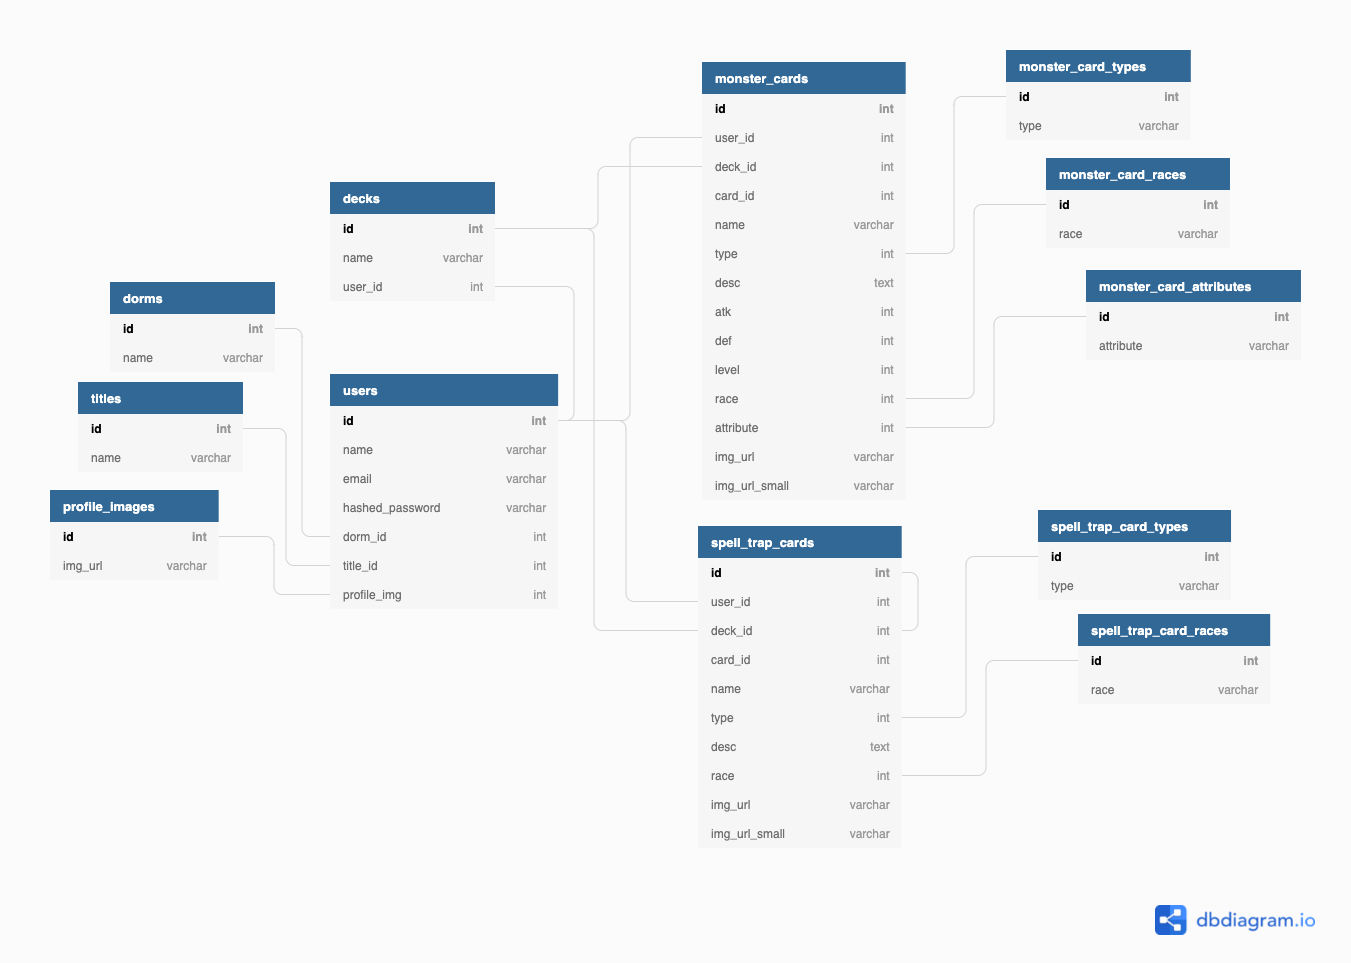 monster_cards
id int
user_id int
deck_id int
card_id int
name varchar
type int
desc text
atk int
def int
level int
race int
attribute int
img_url varchar
img_url_small varchar
monster_card_types
id int
type varchar
monster_card_races
id int
race varchar
monster_card_attributes
id int
attribute varchar
decks
id int
name varchar
user_id int
dorms
id int
name varchar
titles
id int
name varchar
profile_images
id int
img_url varchar
users
id int
name varchar
email varchar
hashed_password varchar
dorm_id int
title_id int
profile_img int
spell_trap_cards
id int
user_id int
deck_id int
card_id int
name varchar
type int
desc text
race int
img_url varchar
img_url_small varchar
spell_trap_card_types
id int
type varchar
spell_trap_card_races
id int
race varchar
dbdiagram.io